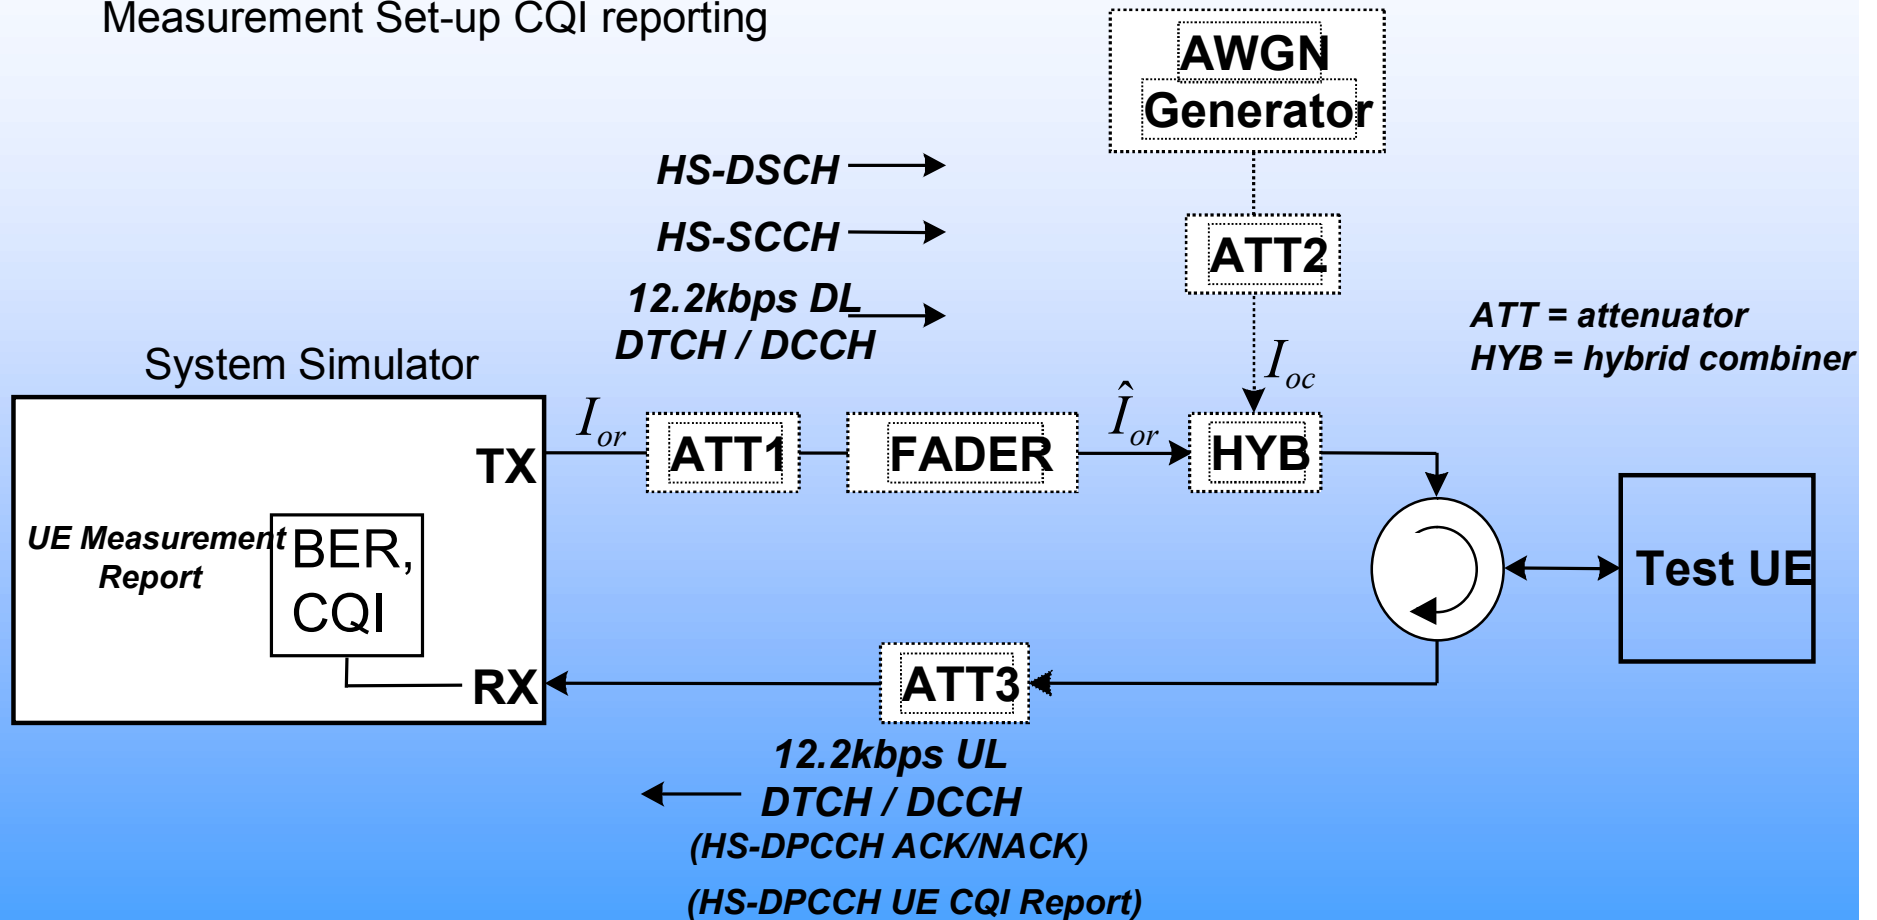 Measurement Set-up CQI reporting
AWGN
Generator
HS-DSCH
HS-SCCH
ATT2
12.2kbps DL
DTCH / DCCH
ATT = attenuator
HYB = hybrid combiner
System Simulator
I_oc
I_or
Î_or
TX
ATT1
FADER
HYB
UE Measurement
Report
BER,
CQI
Test UE
RX
ATT3
12.2kbps UL
DTCH / DCCH
(HS-DPCCH ACK/NACK)
(HS-DPCCH UE CQI Report)